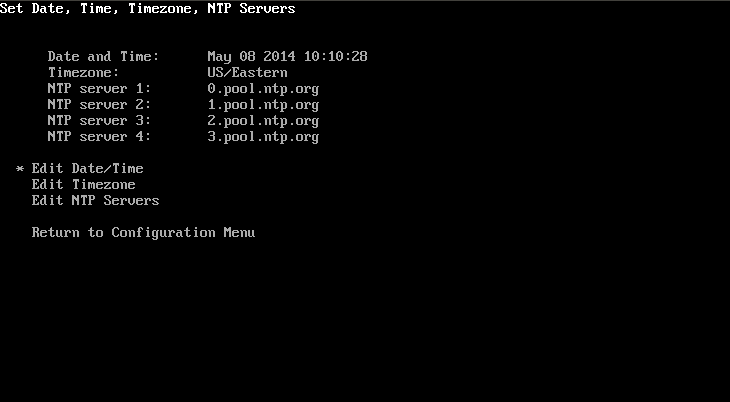 Set Date, Time, Timezone, NTP Servers
Date and Time: May 08 2014 10:10:28
Timezone: US/Eastern
NTP server 1: 0.pool.ntp.org
NTP server 2: 1.pool.ntp.org
NTP server 3: 2.pool.ntp.org
NTP server 4: 3.pool.ntp.org
* Edit Date/Time
Edit Timezone
Edit NTP Servers
Return to Configuration Menu